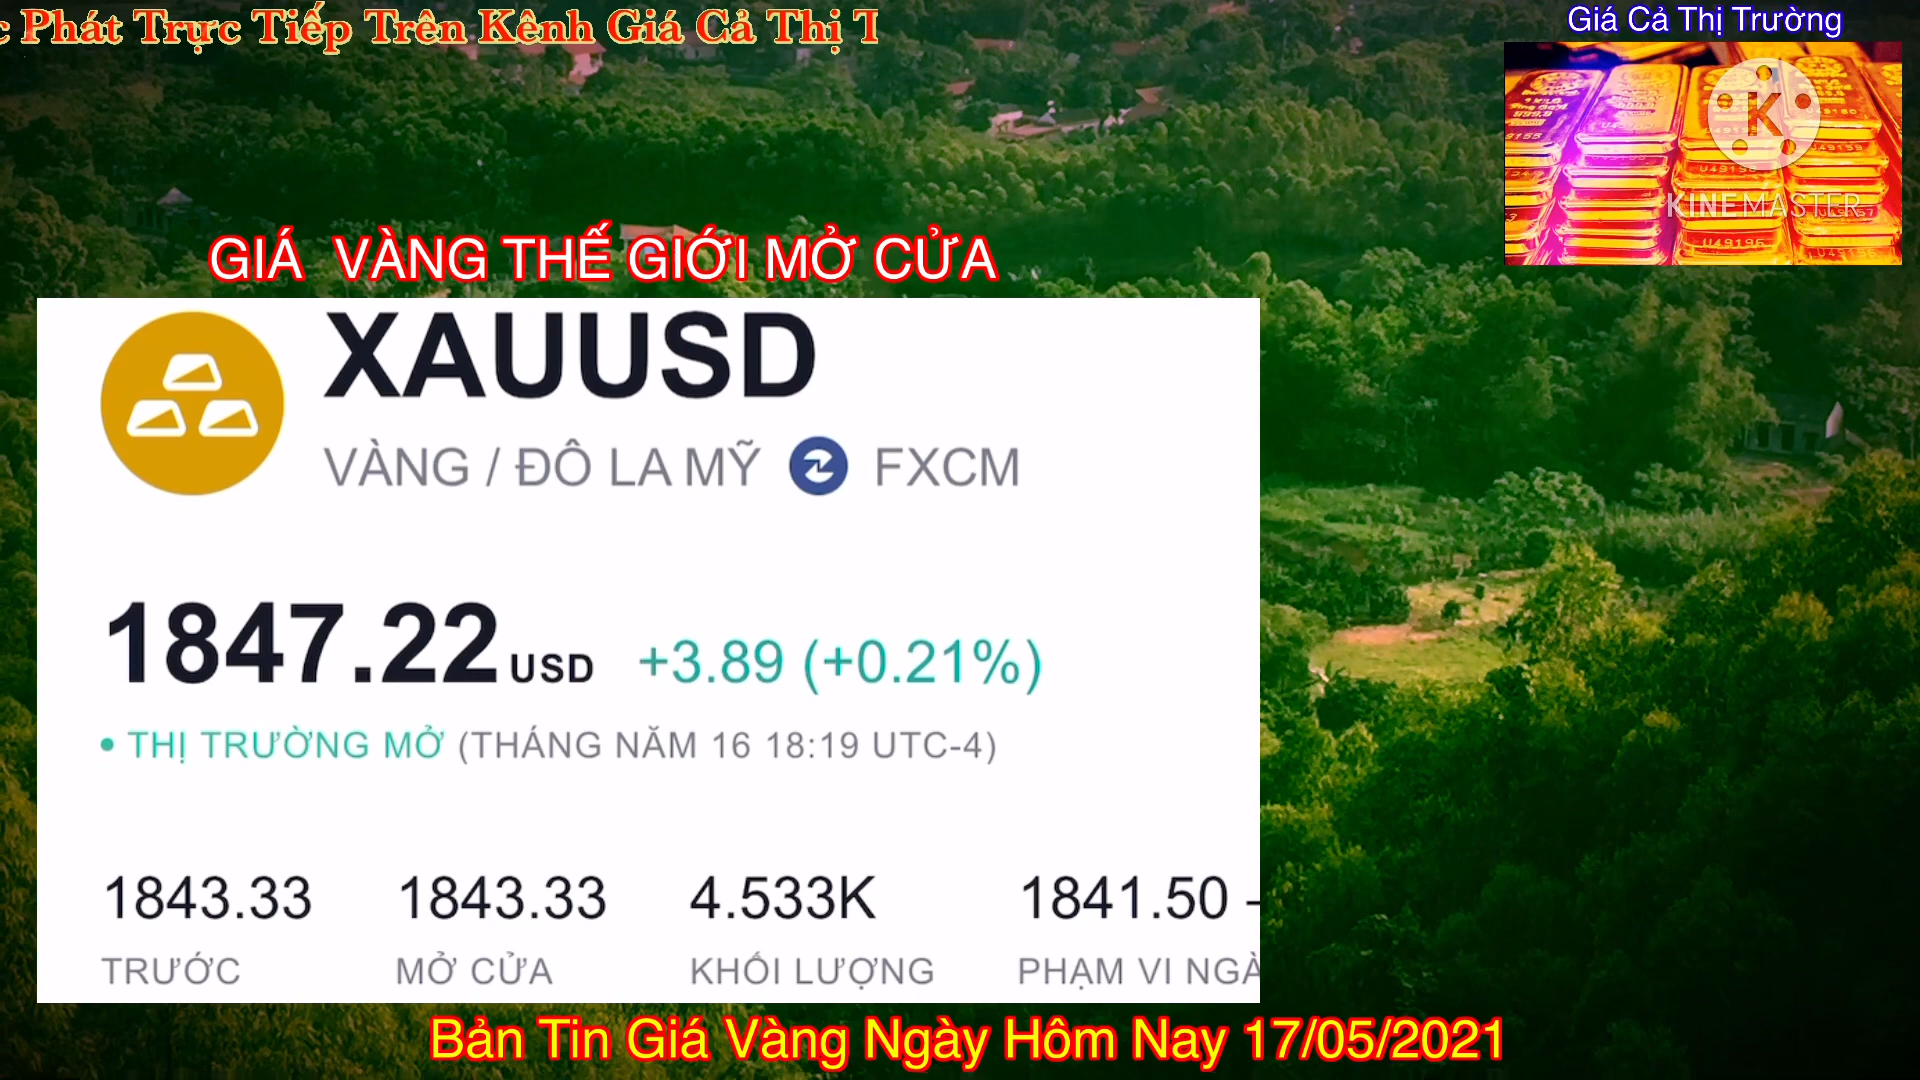 Phát Trực Tiếp Trên Kênh Giá Cả Thị T
Giá Cả Thị Trường
KINEMASTER
GIÁ VÀNG THẾ GIỚI MỞ CỬA
XAUUSD
VÀNG / ĐÔ LA MỸ FXCM
1847.22 USD +3.89 (+0.21%)
• THỊ TRƯỜNG MỞ (THÁNG NĂM 16 18:19 UTC-4)
1843.33 1843.33 4.533K 1841.50 -
TRƯỚC MỞ CỬA KHỐI LƯỢNG PHẠM VI NGÀ
Bản Tin Giá Vàng Ngày Hôm Nay 17/05/2021